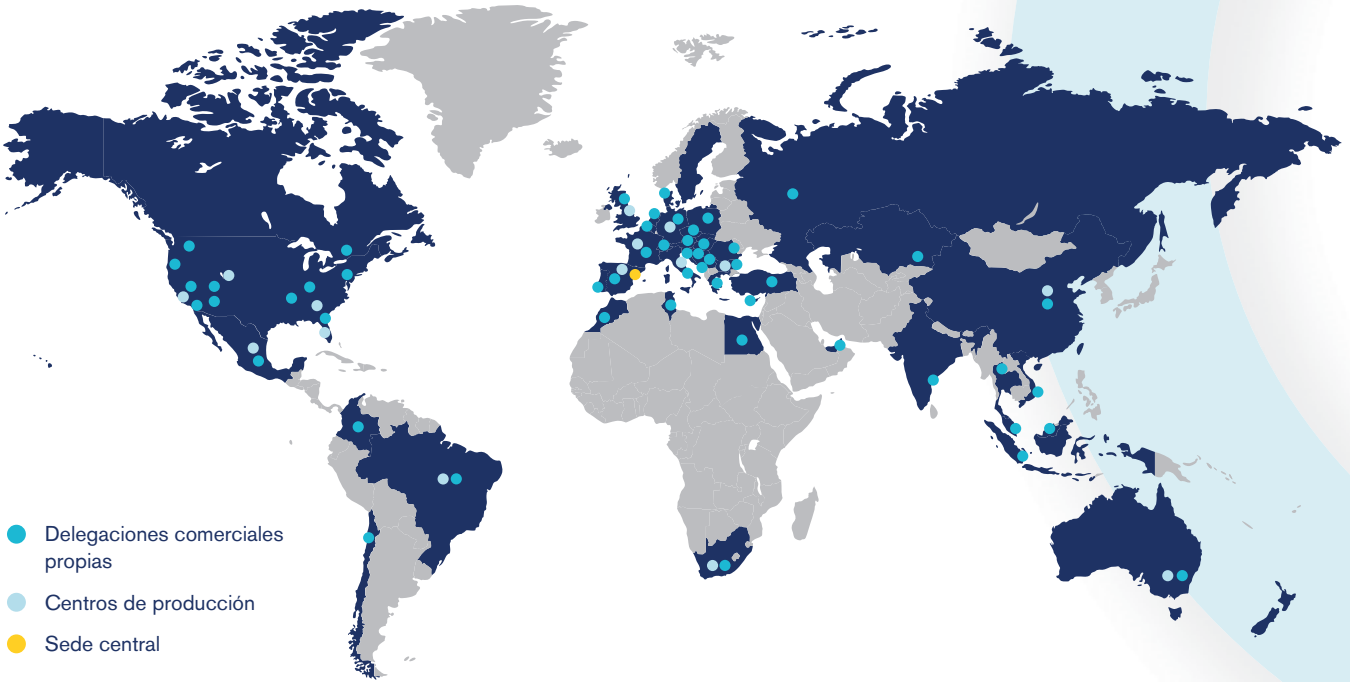 Delegaciones comerciales
propias
Centros de producción
Sede central